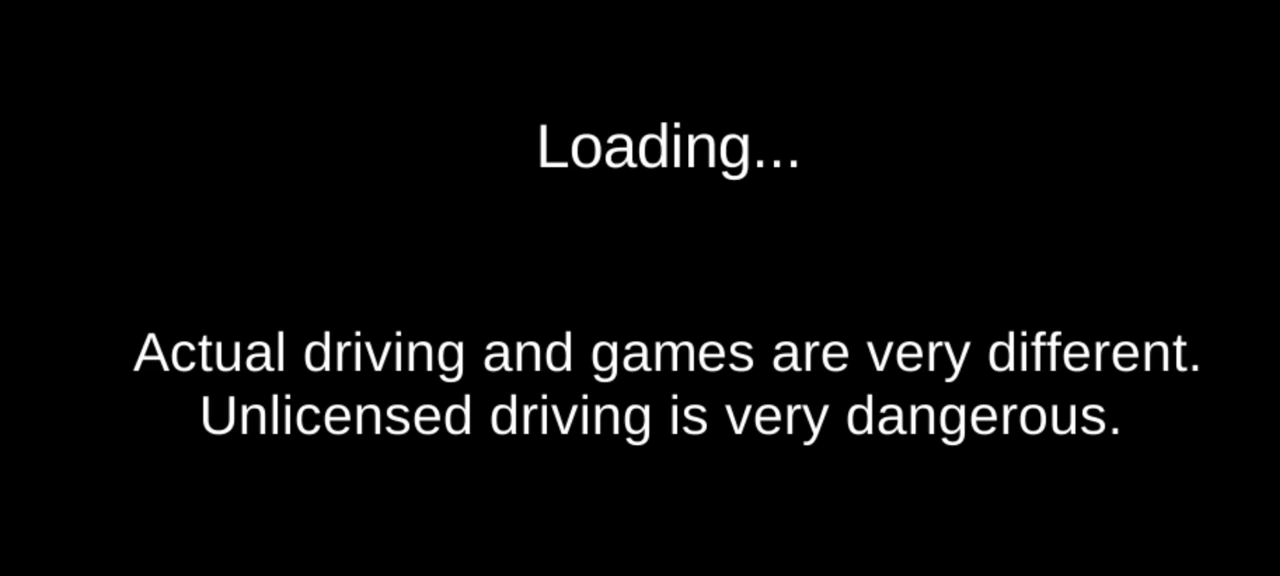 Loading...
Actual driving and games are very different.
Unlicensed driving is very dangerous.